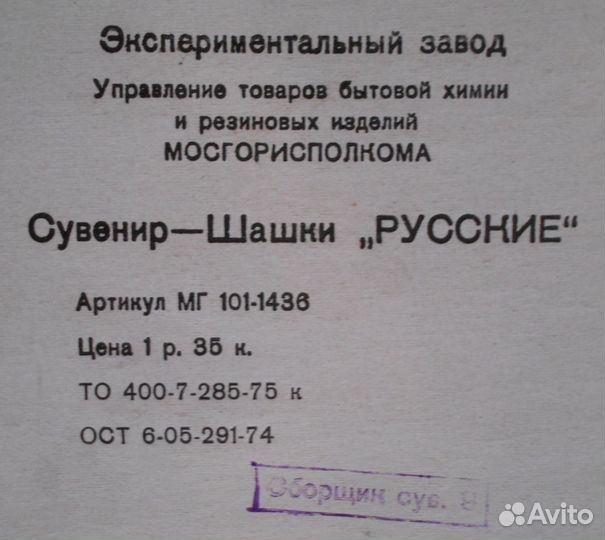 Экспериментальный завод
Управление товаров бытовой химии
и резиновых изделий
МОСГОРИСПОЛКОМА
Сувенир—Шашки „РУССКИЕ“
Артикул МГ 101-1436
Цена 1 р. 35 к.
ТО 400-7-285-75 к
ОСТ 6-05-291-74
Сборщик сув.
Avito